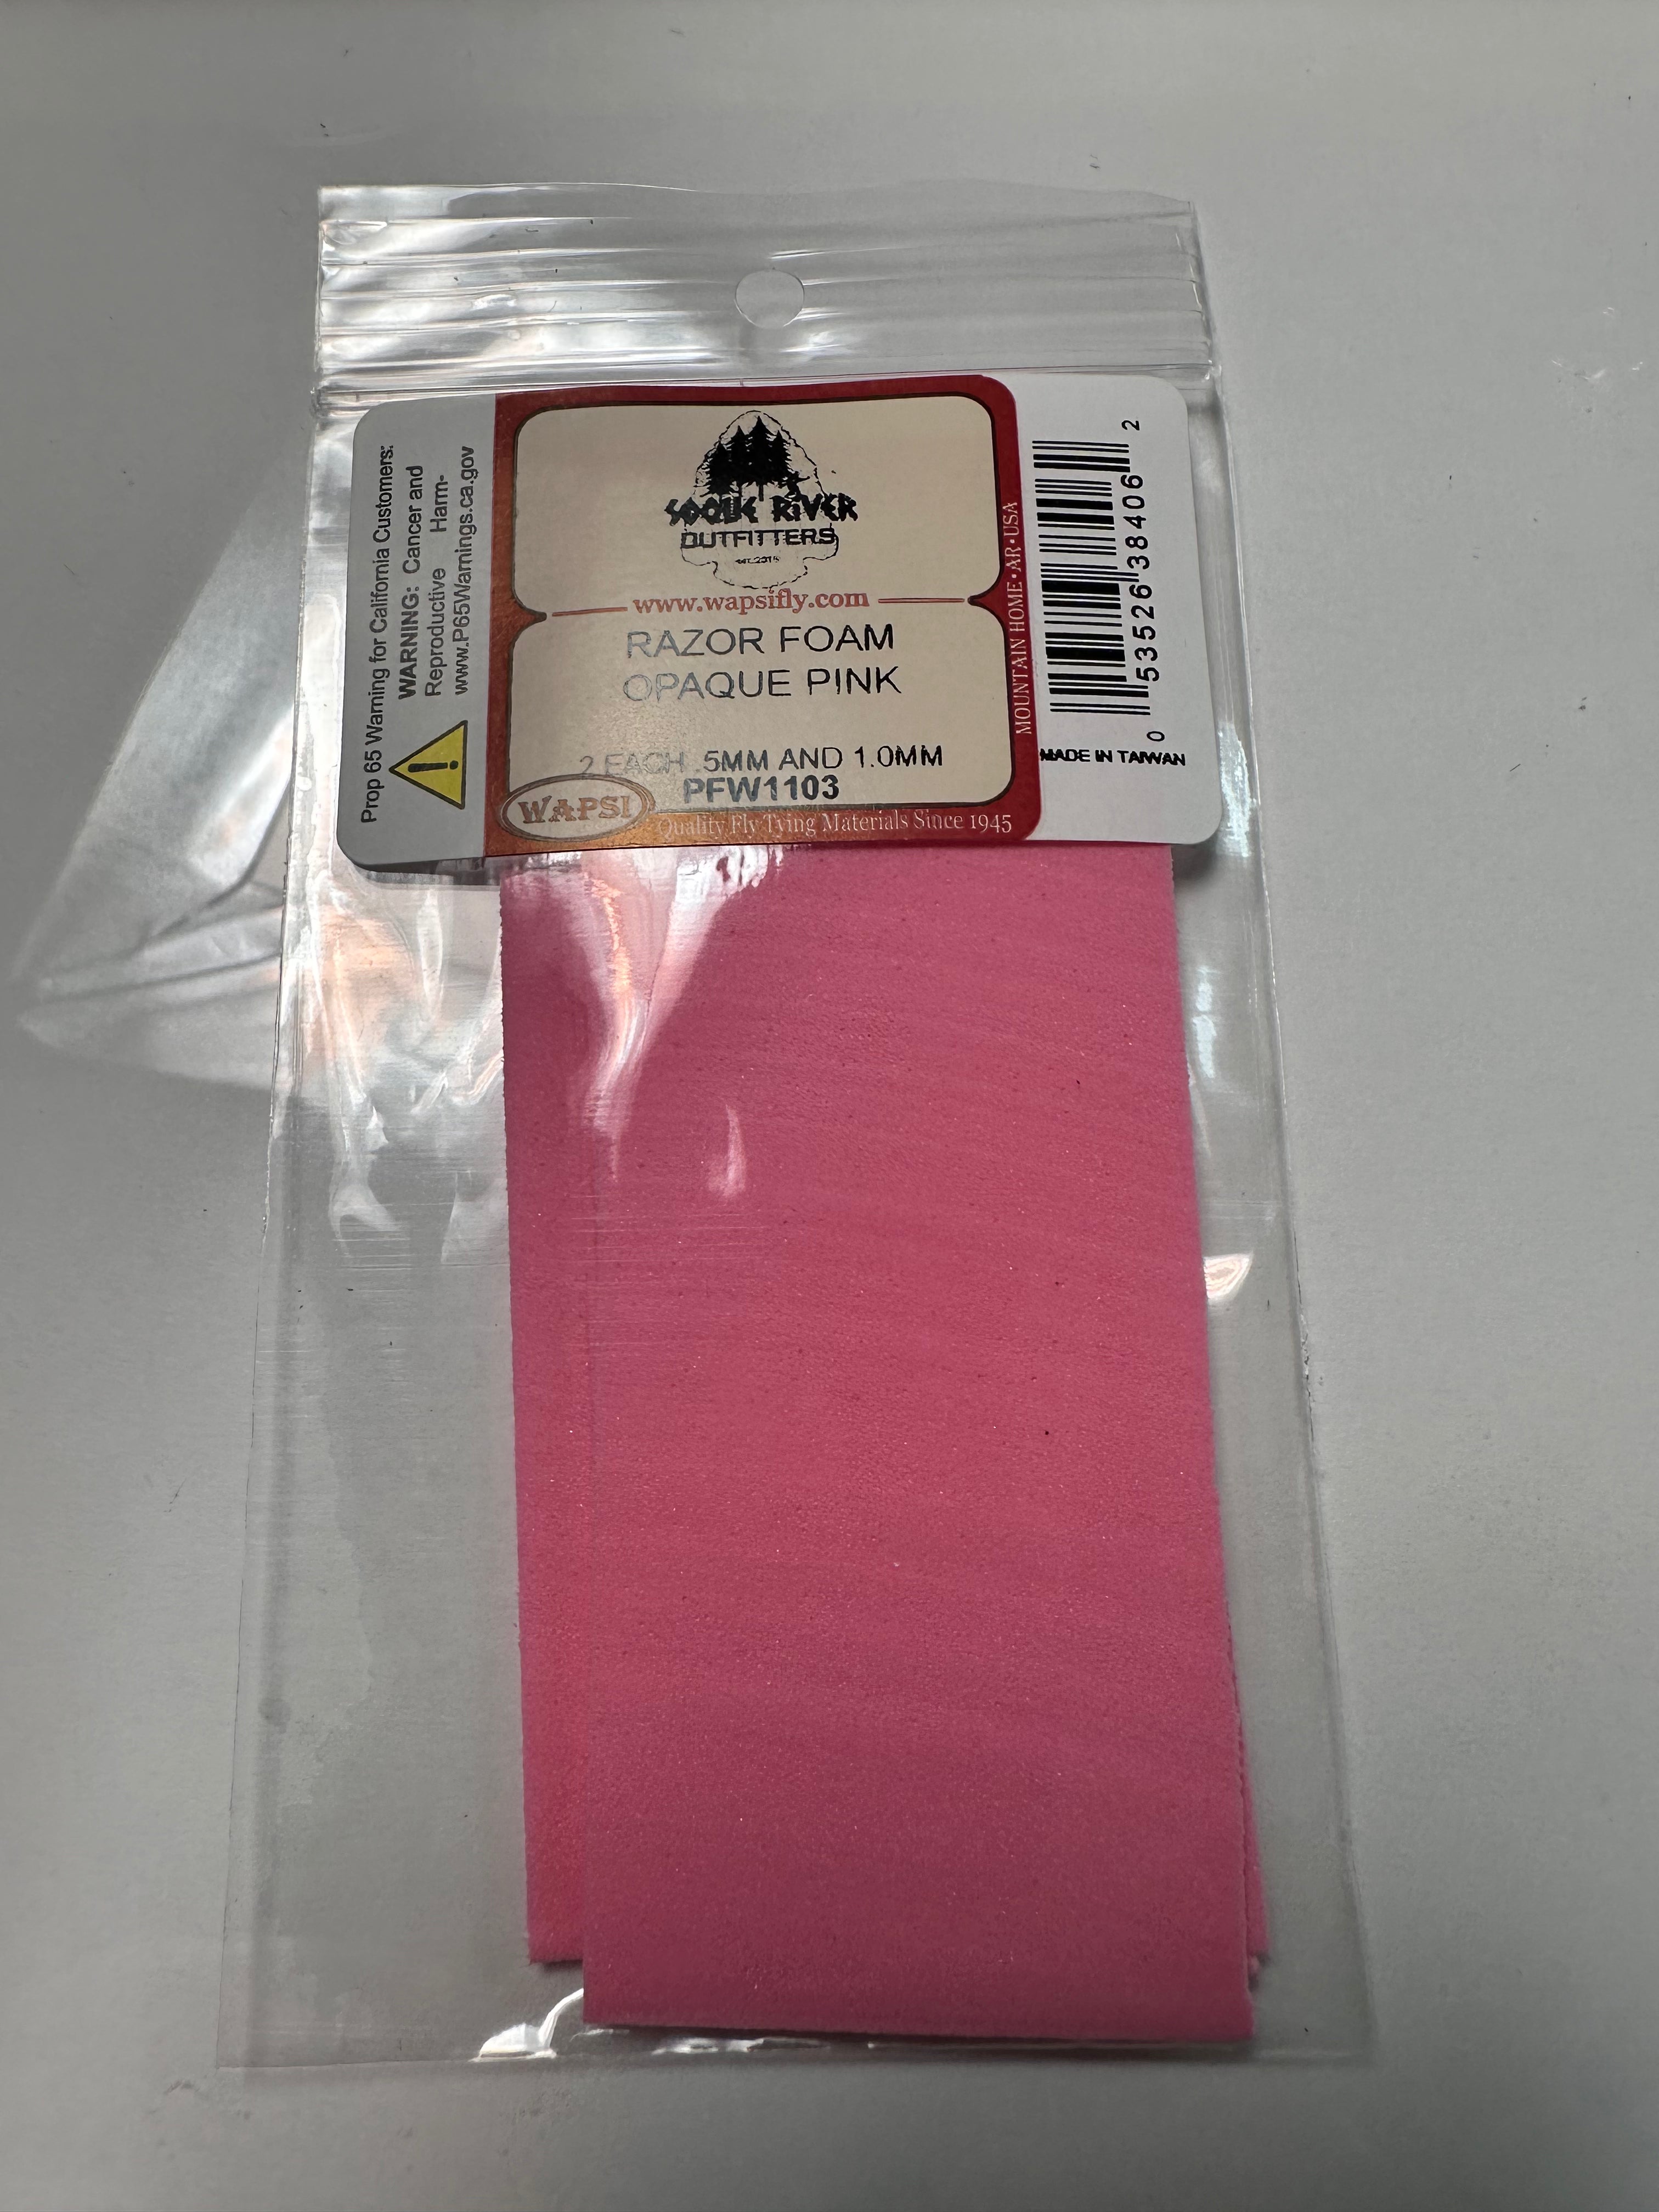 Prop 65 Warning for California Customers:
WARNING: Cancer and
Reproductive Harm-
www.P65Warnings.ca.gov
SOQUE RIVER
OUTFITTERS
www.wapsifly.com
RAZOR FOAM
OPAQUE PINK
2 EACH .5MM AND 1.0MM
PFW1103
WAPSI
Quality Fly Tying Materials Since 1945
MOUNTAIN HOME • AR • USA
0 53526 38406 2
MADE IN TAIWAN